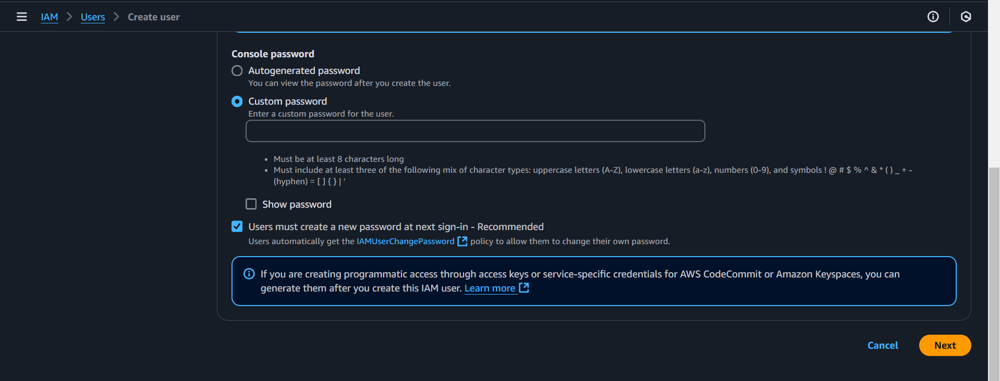 IAM > Users > Create user
Console password
Autogenerated password
You can view the password after you create the user.
Custom password
Enter a custom password for the user.
• Must be at least 8 characters long
• Must include at least three of the following mix of character types: uppercase letters (A-Z), lowercase letters (a-z), numbers (0-9), and symbols ! @ # $ % ^ & * ( ) _ + -
(hyphen) = [ ] { } | '
Show password
Users must create a new password at next sign-in - Recommended
Users automatically get the IAMUserChangePassword policy to allow them to change their own password.
If you are creating programmatic access through access keys or service-specific credentials for AWS CodeCommit or Amazon Keyspaces, you can
generate them after you create this IAM user. Learn more
Cancel
Next